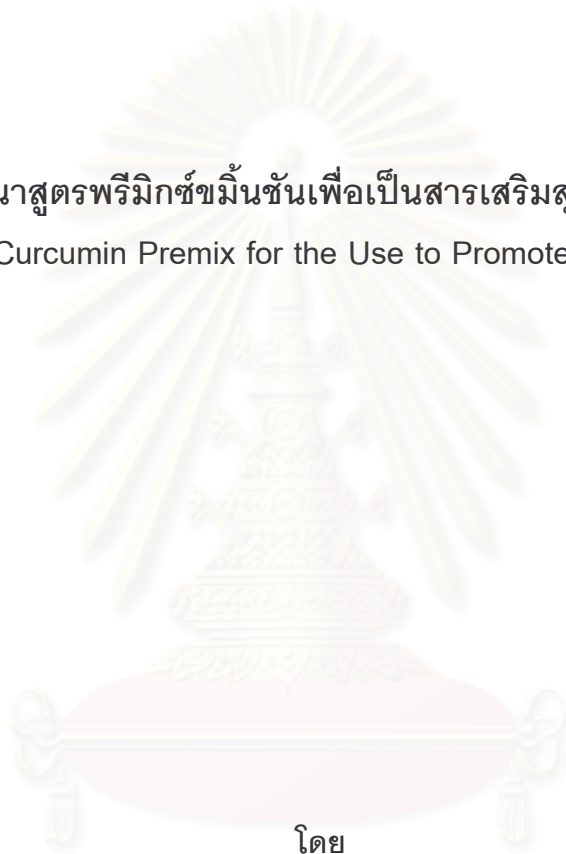 นาสูตรพรีมิกซ์ขมิ้นชันเพื่อเป็นสารเสริมสุ
Curcumin Premix for the Use to Promote
โดย